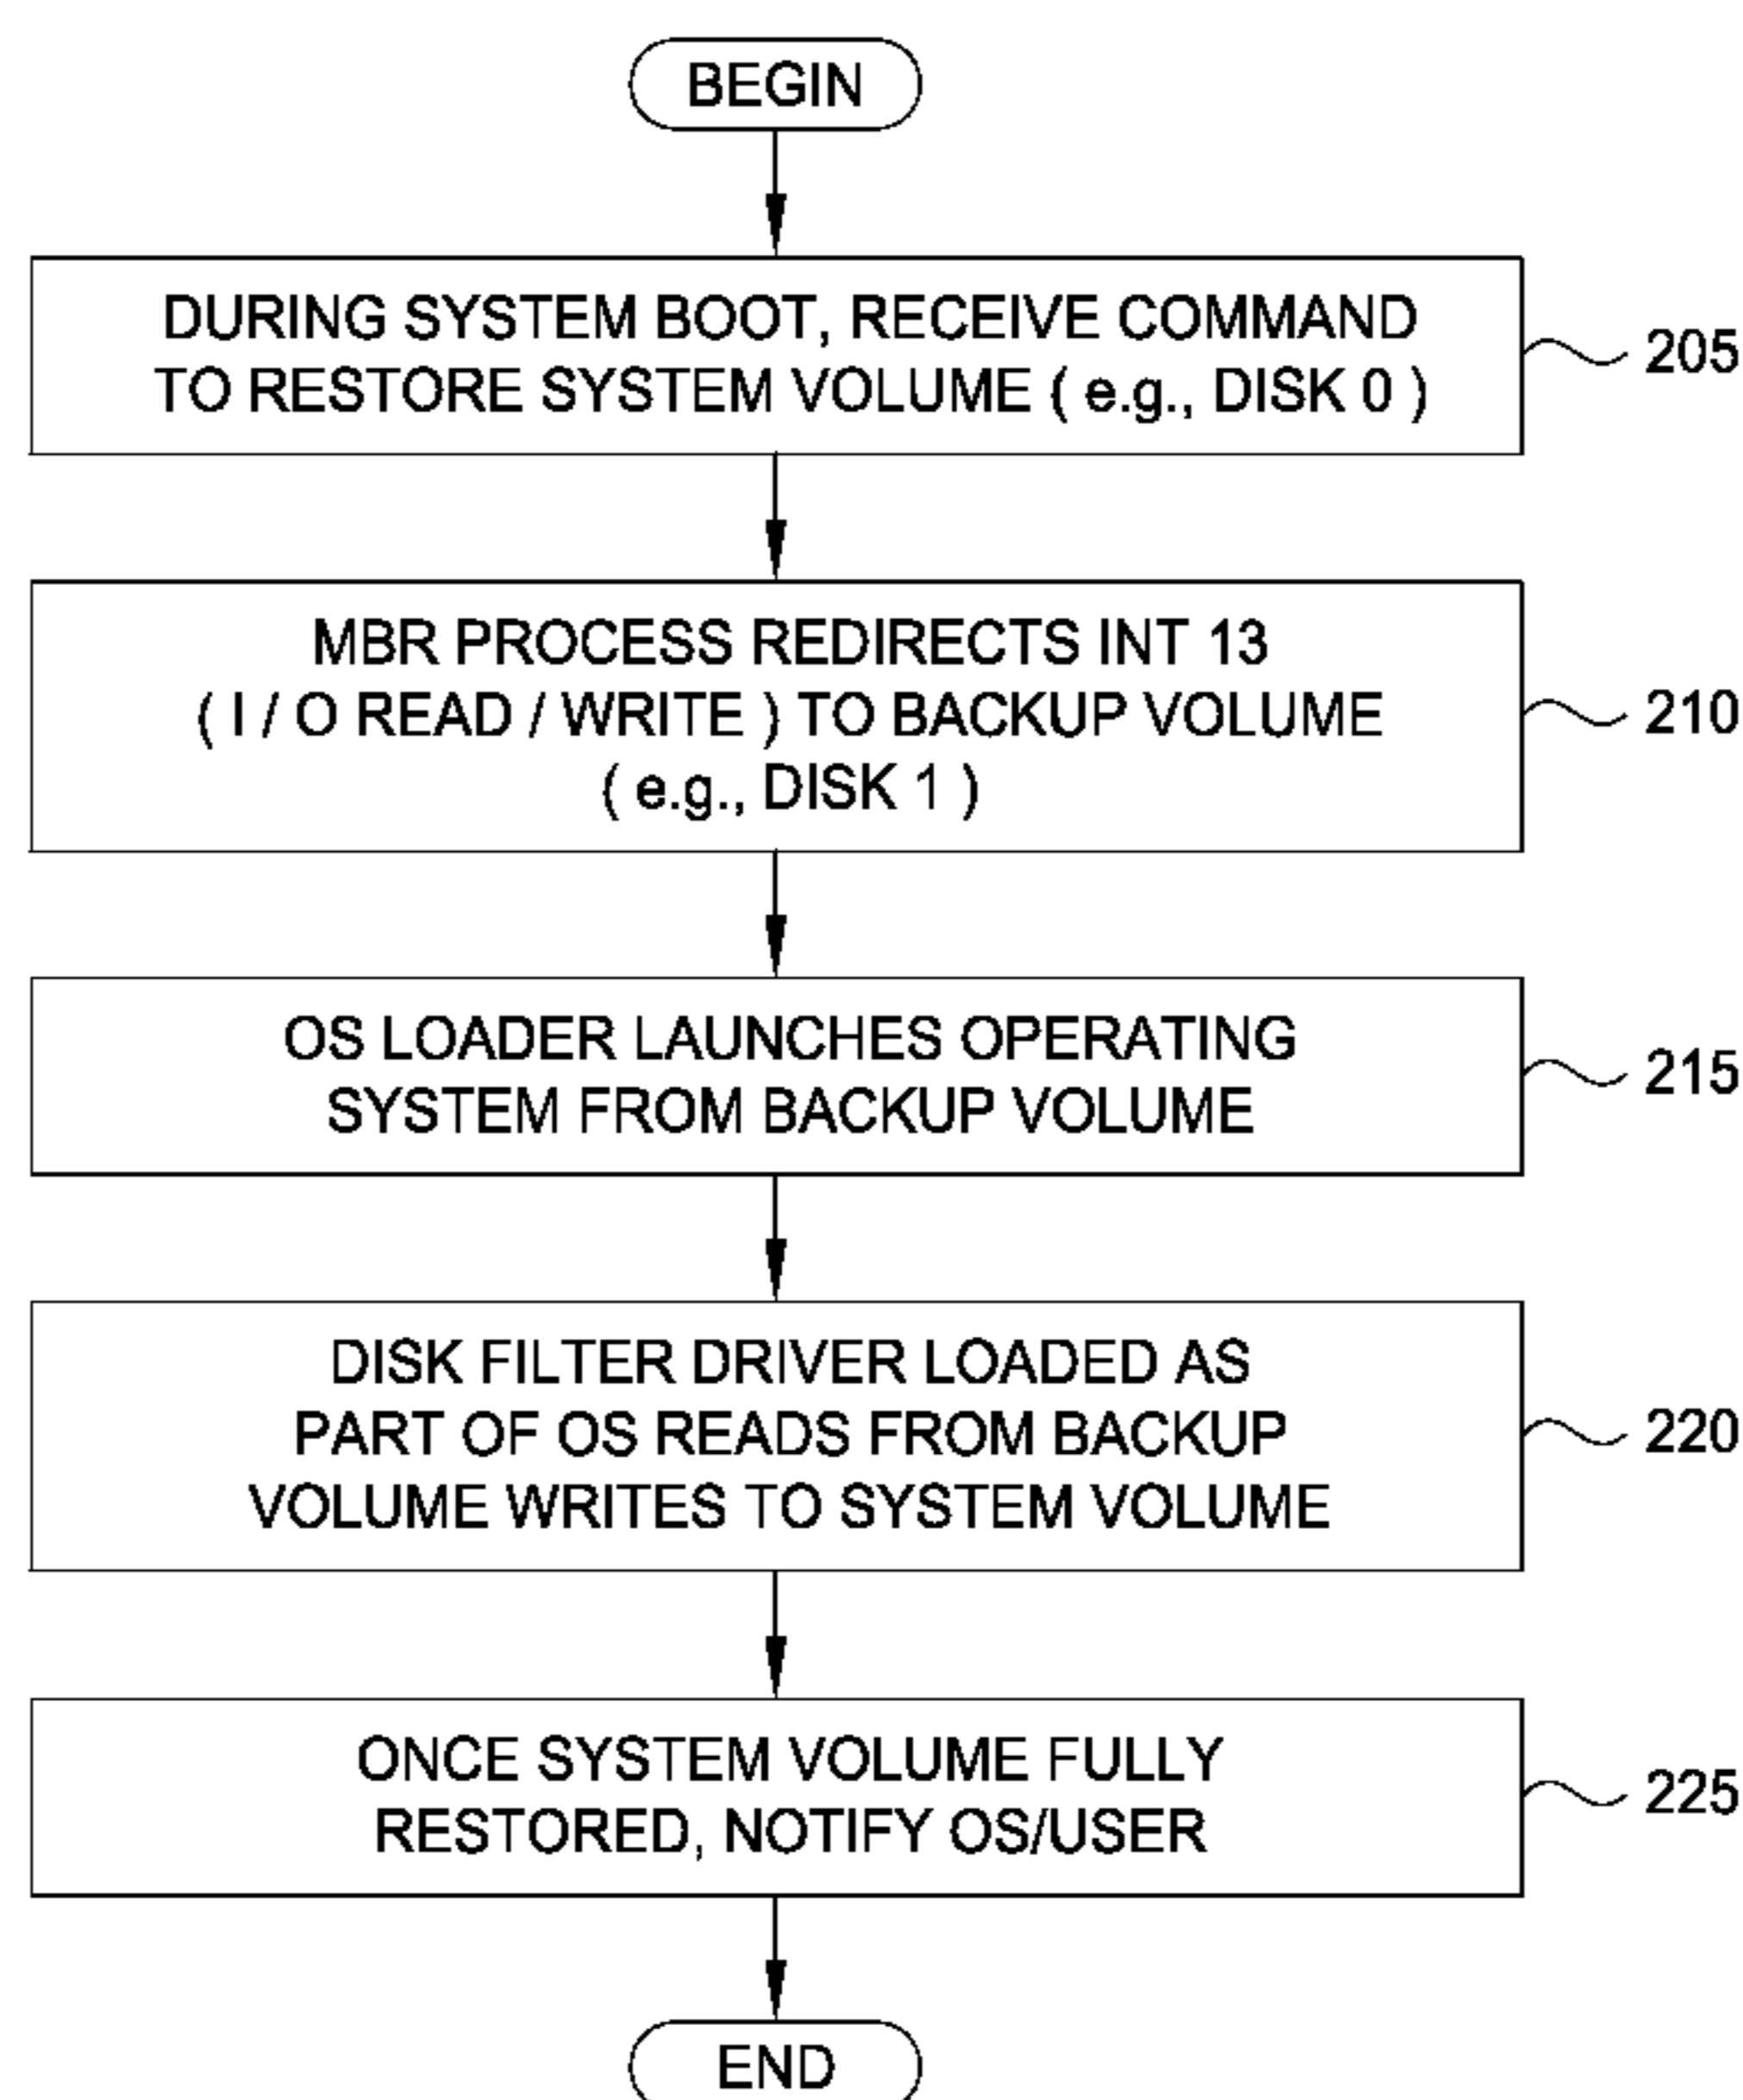 BEGIN
DURING SYSTEM BOOT, RECEIVE COMMAND
TO RESTORE SYSTEM VOLUME ( e.g., DISK 0 )
205
MBR PROCESS REDIRECTS INT 13
( I / O READ / WRITE ) TO BACKUP VOLUME
( e.g., DISK 1 )
210
OS LOADER LAUNCHES OPERATING
SYSTEM FROM BACKUP VOLUME
215
DISK FILTER DRIVER LOADED AS
PART OF OS READS FROM BACKUP
VOLUME WRITES TO SYSTEM VOLUME
220
ONCE SYSTEM VOLUME FULLY
RESTORED, NOTIFY OS/USER
225
END